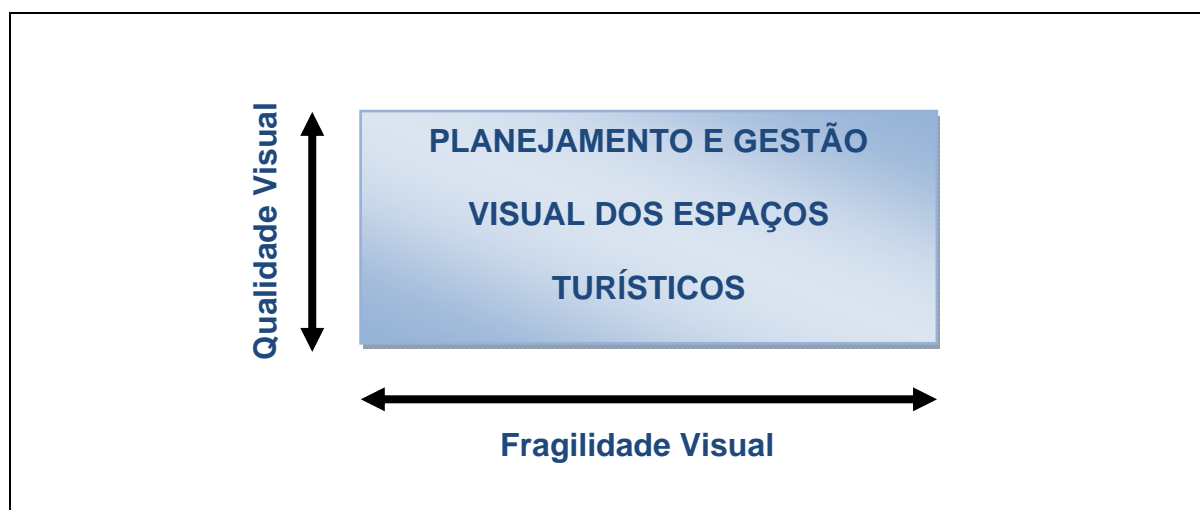 Qualidade Visual
PLANEJAMENTO E GESTÃO
VISUAL DOS ESPAÇOS
TURÍSTICOS
Fragilidade Visual